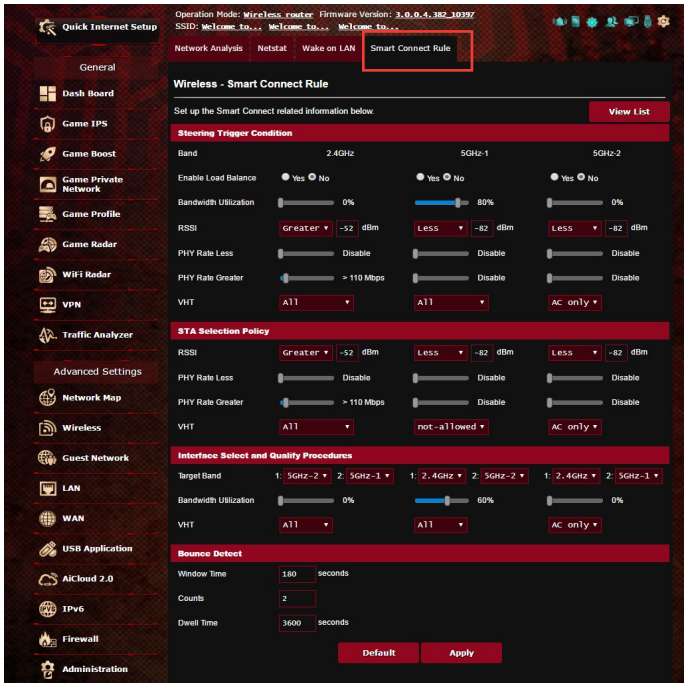 Quick Internet Setup
General
Dash Board
Game IPS
Game Boost
Game Private
Network
Game Profile
Game Radar
WiFi Radar
VPN
Traffic Analyzer
Advanced Settings
Network Map
Wireless
Guest Network
LAN
WAN
USB Application
AiCloud 2.0
IPv6
Firewall
Administration
Operation Mode: Wireless router Firmware Version: 3.0.0.4.382_10397
SSID: Welcome to... Welcome to... Welcome to...
Network Analysis Netstat Wake on LAN Smart Connect Rule
Wireless - Smart Connect Rule
Set up the Smart Connect related information below. View List
Steering Trigger Condition
Band 2.4GHz 5GHz-1 5GHz-2
Enable Load Balance Yes No Yes No Yes No
Bandwidth Utilization 0% 80% 0%
RSSI Greater -52 dBm Less -82 dBm Less -82 dBm
PHY Rate Less Disable Disable Disable
PHY Rate Greater > 110 Mbps Disable Disable
VHT All All AC only
STA Selection Policy
RSSI Greater -52 dBm Less -82 dBm Less -82 dBm
PHY Rate Less Disable Disable Disable
PHY Rate Greater > 110 Mbps Disable Disable
VHT All not-allowed AC only
Interface Select and Qualify Procedures
Target Band 1: 5GHz-2 2: 5GHz-1 1: 2.4GHz 2: 5GHz-2 1: 2.4GHz 2: 5GHz-1
Bandwidth Utilization 0% 60% 0%
VHT All All AC only
Bounce Detect
Window Time 180 seconds
Counts 2
Dwell Time 3600 seconds
Default Apply